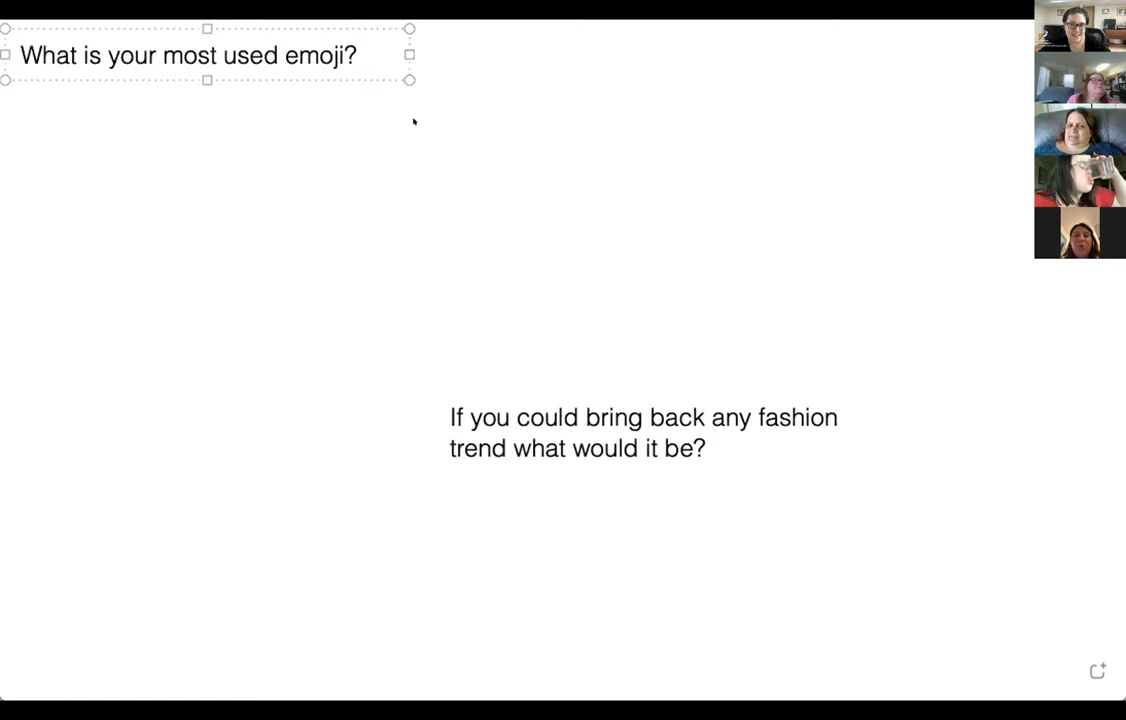 What is your most used emoji?
If you could bring back any fashion
trend what would it be?